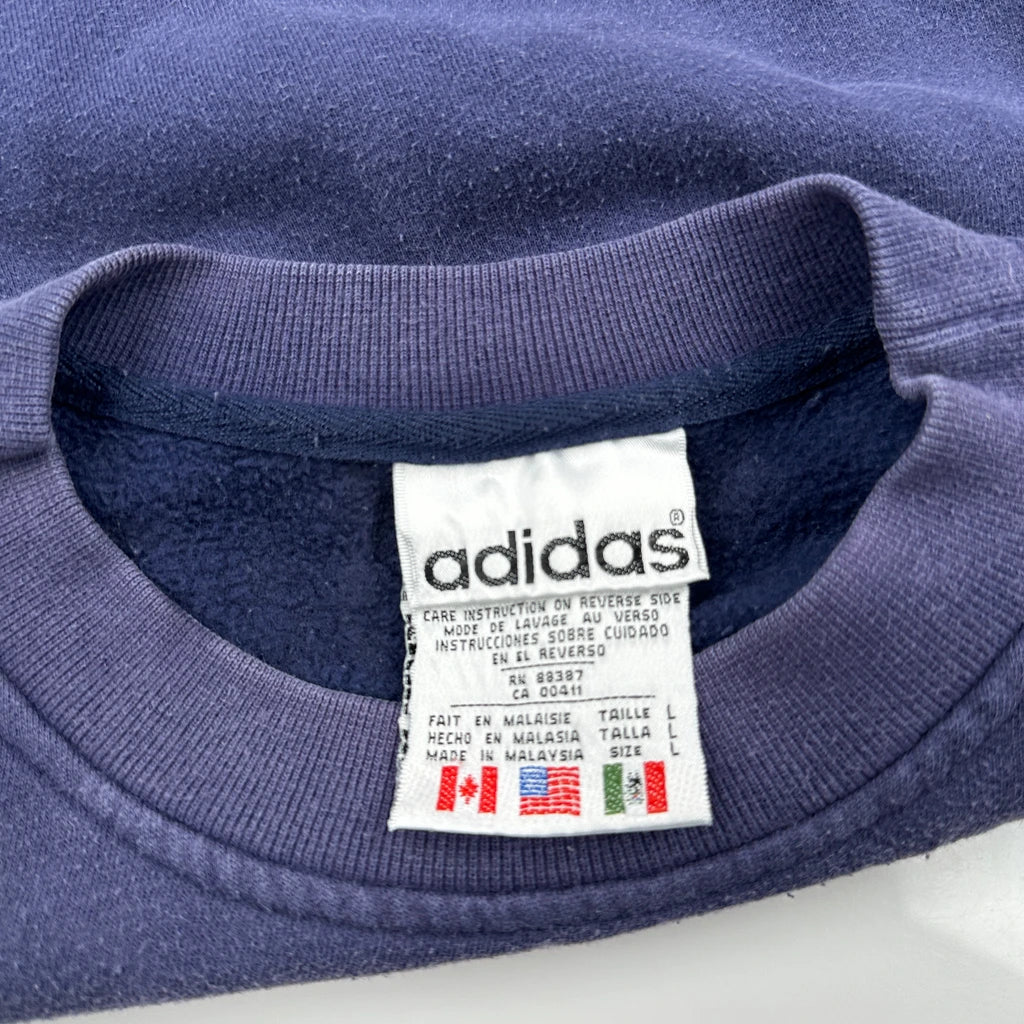 adidas®
CARE INSTRUCTION ON REVERSE SIDE
MODE DE LAVAGE AU VERSO
INSTRUCCIONES SOBRE CUIDADO
EN EL REVERSO
RN 88387
CA 00411
FAIT EN MALAISIE TAILLE L
HECHO EN MALASIA TALLA L
MADE IN MALAYSIA SIZE L